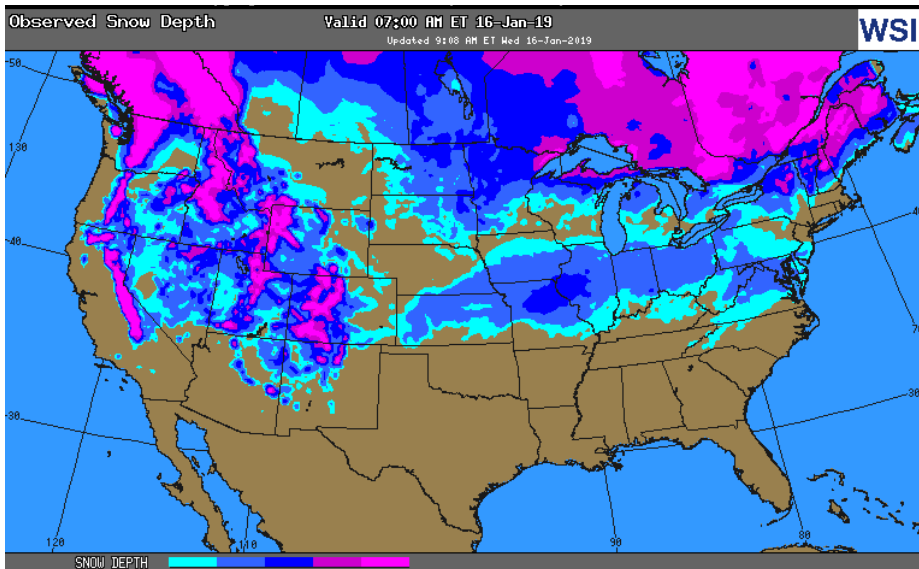 Observed Snow Depth
Valid 07:00 AM ET 16-Jan-19
Updated 9:08 AM ET Wed 16-Jan-2019
WSI
50
130
40
30
120
110
90
80
30
SNOW DEPTH